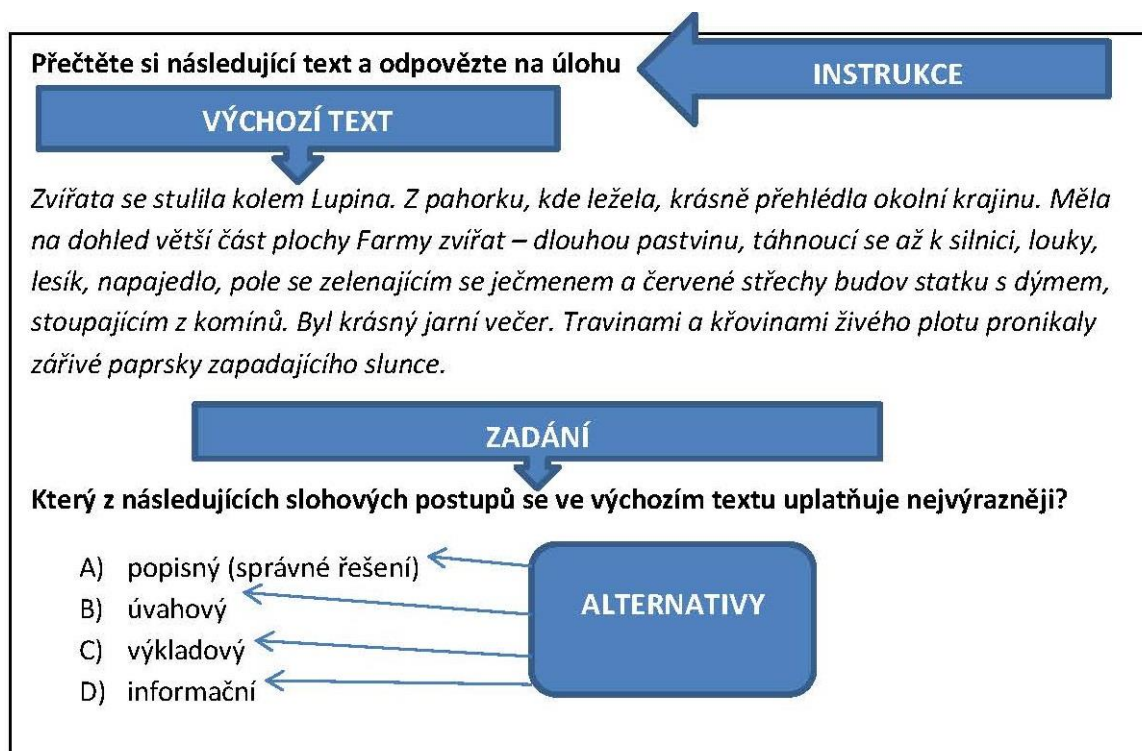 Přečtěte si následující text a odpovězte na úlohu
INSTRUKCE
VÝCHOZÍ TEXT
Zvířata se stulila kolem Lupina. Z pahorku, kde ležela, krásně přehlédla okolní krajinu. Měla
na dohled větší část plochy Farmy zvířat – dlouhou pastvinu, táhnoucí se až k silnici, louky,
lesík, napajedlo, pole se zelenajícím se ječmenem a červené střechy budov statku s dýmem,
stoupajícím z komínů. Byl krásný jarní večer. Travinami a křovinami živého plotu pronikaly
zářivé paprsky zapadajícího slunce.
ZADÁNÍ
Který z následujících slohových postupů se ve výchozím textu uplatňuje nejvýrazněji?
A) popisný (správné řešení)
B) úvahový
C) výkladový
D) informační
ALTERNATIVY